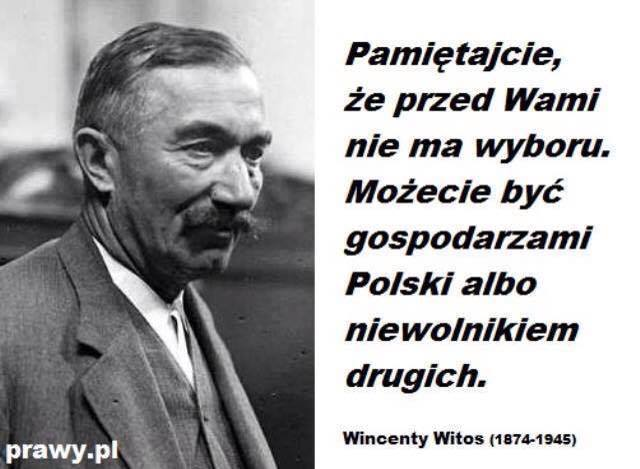 Pamiętajcie,
że przed Wami
nie ma wyboru.
Możecie być
gospodarzami
Polski albo
niewolnikiem
drugich.
Wincenty Witos (1874-1945)
prawy.pl